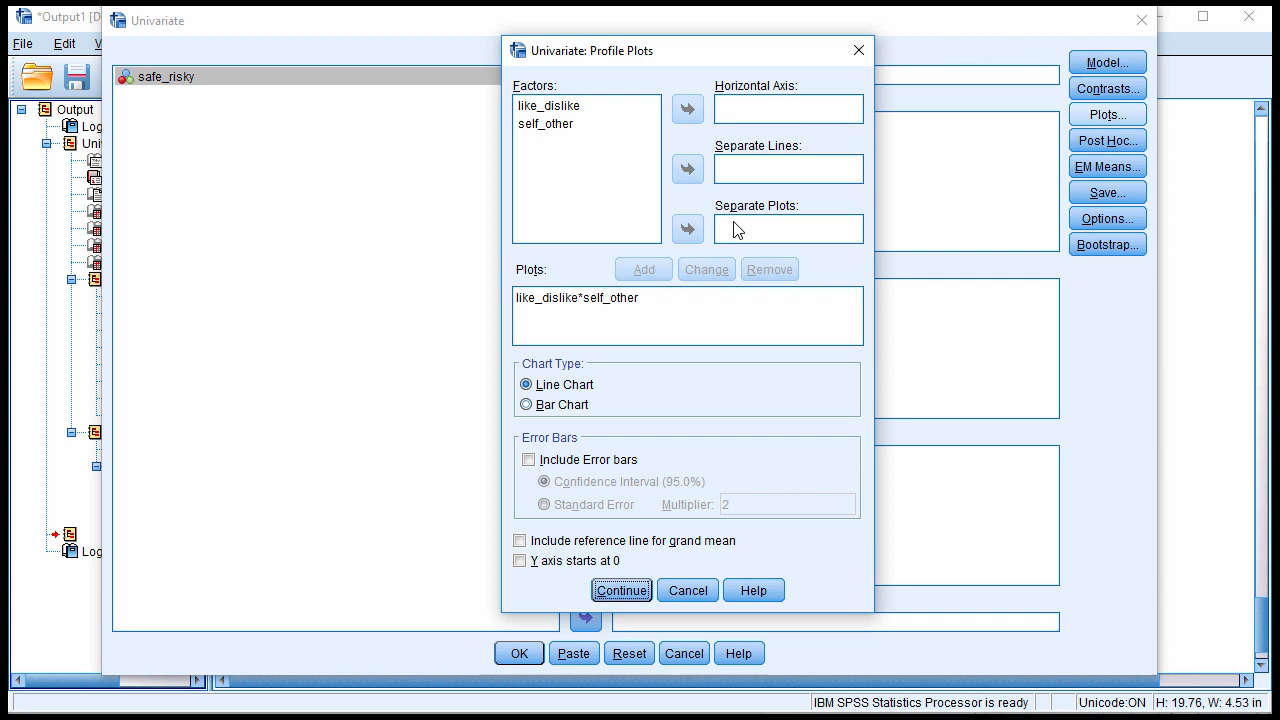 *Output1 [D
Univariate
File Edit V
Output
Log
Uni
Log
safe_risky
Univariate: Profile Plots
Factors:
like_dislike
self_other
Horizontal Axis:
Separate Lines:
Separate Plots:
Plots:
Add
Change
Remove
like_dislike*self_other
Chart Type:
Line Chart
Bar Chart
Error Bars
Include Error bars
Confidence Interval (95.0%)
Standard Error Multiplier: 2
Include reference line for grand mean
Y axis starts at 0
Continue
Cancel
Help
Model...
Contrasts...
Plots...
Post Hoc...
EM Means...
Save...
Options...
Bootstrap...
OK
Paste
Reset
Cancel
Help
IBM SPSS Statistics Processor is ready
Unicode:ON
H: 19.76, W: 4.53 in